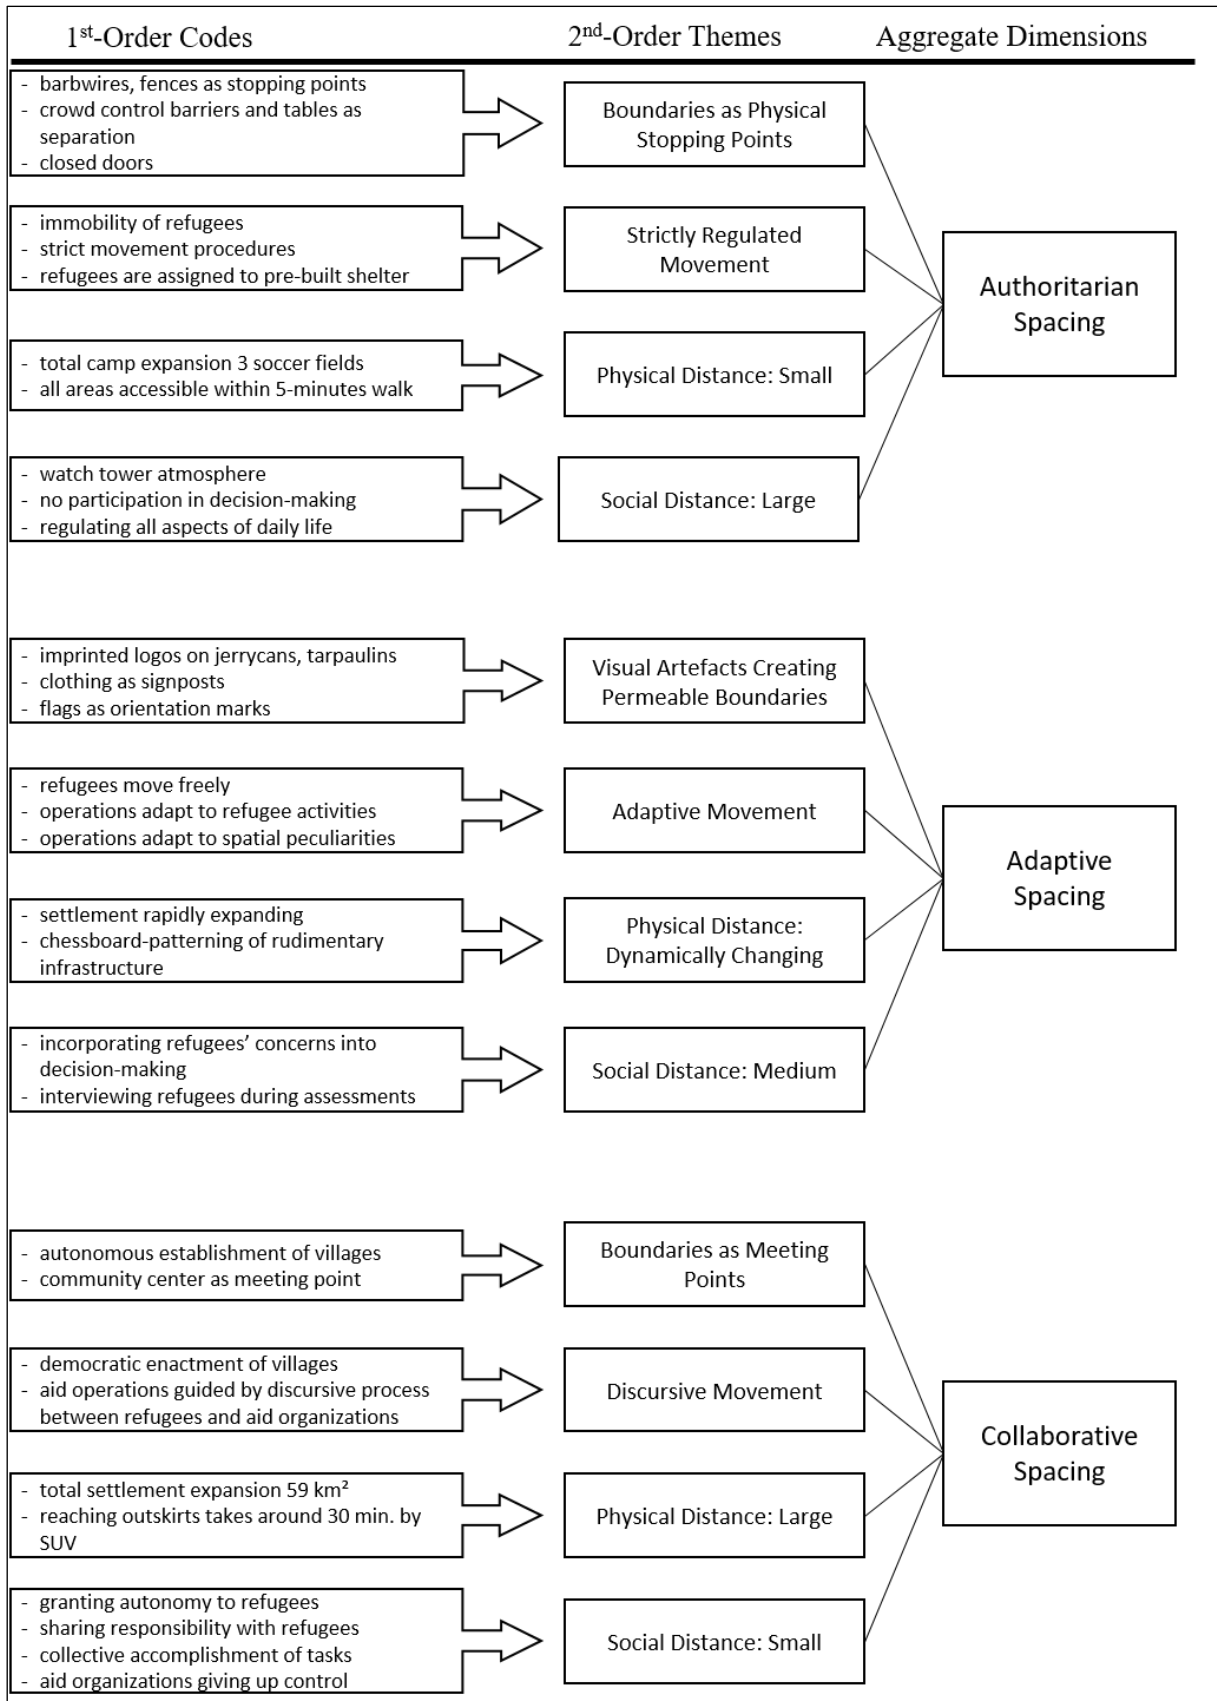 1st-Order Codes 2nd-Order Themes Aggregate Dimensions
- barbwires, fences as stopping points
- crowd control barriers and tables as
separation
- closed doors
Boundaries as Physical
Stopping Points
- immobility of refugees
- strict movement procedures
- refugees are assigned to pre-built shelter
Strictly Regulated
Movement
- total camp expansion 3 soccer fields
- all areas accessible within 5-minutes walk
Physical Distance: Small
- watch tower atmosphere
- no participation in decision-making
- regulating all aspects of daily life
Social Distance: Large
Authoritarian
Spacing
- imprinted logos on jerrycans, tarpaulins
- clothing as signposts
- flags as orientation marks
Visual Artefacts Creating
Permeable Boundaries
- refugees move freely
- operations adapt to refugee activities
- operations adapt to spatial peculiarities
Adaptive Movement
- settlement rapidly expanding
- chessboard-patterning of rudimentary
infrastructure
Physical Distance:
Dynamically Changing
- incorporating refugees’ concerns into
decision-making
- interviewing refugees during assessments
Social Distance: Medium
Adaptive
Spacing
- autonomous establishment of villages
- community center as meeting point
Boundaries as Meeting
Points
- democratic enactment of villages
- aid operations guided by discursive process
between refugees and aid organizations
Discursive Movement
- total settlement expansion 59 km²
- reaching outskirts takes around 30 min. by
SUV
Physical Distance: Large
- granting autonomy to refugees
- sharing responsibility with refugees
- collective accomplishment of tasks
- aid organizations giving up control
Social Distance: Small
Collaborative
Spacing